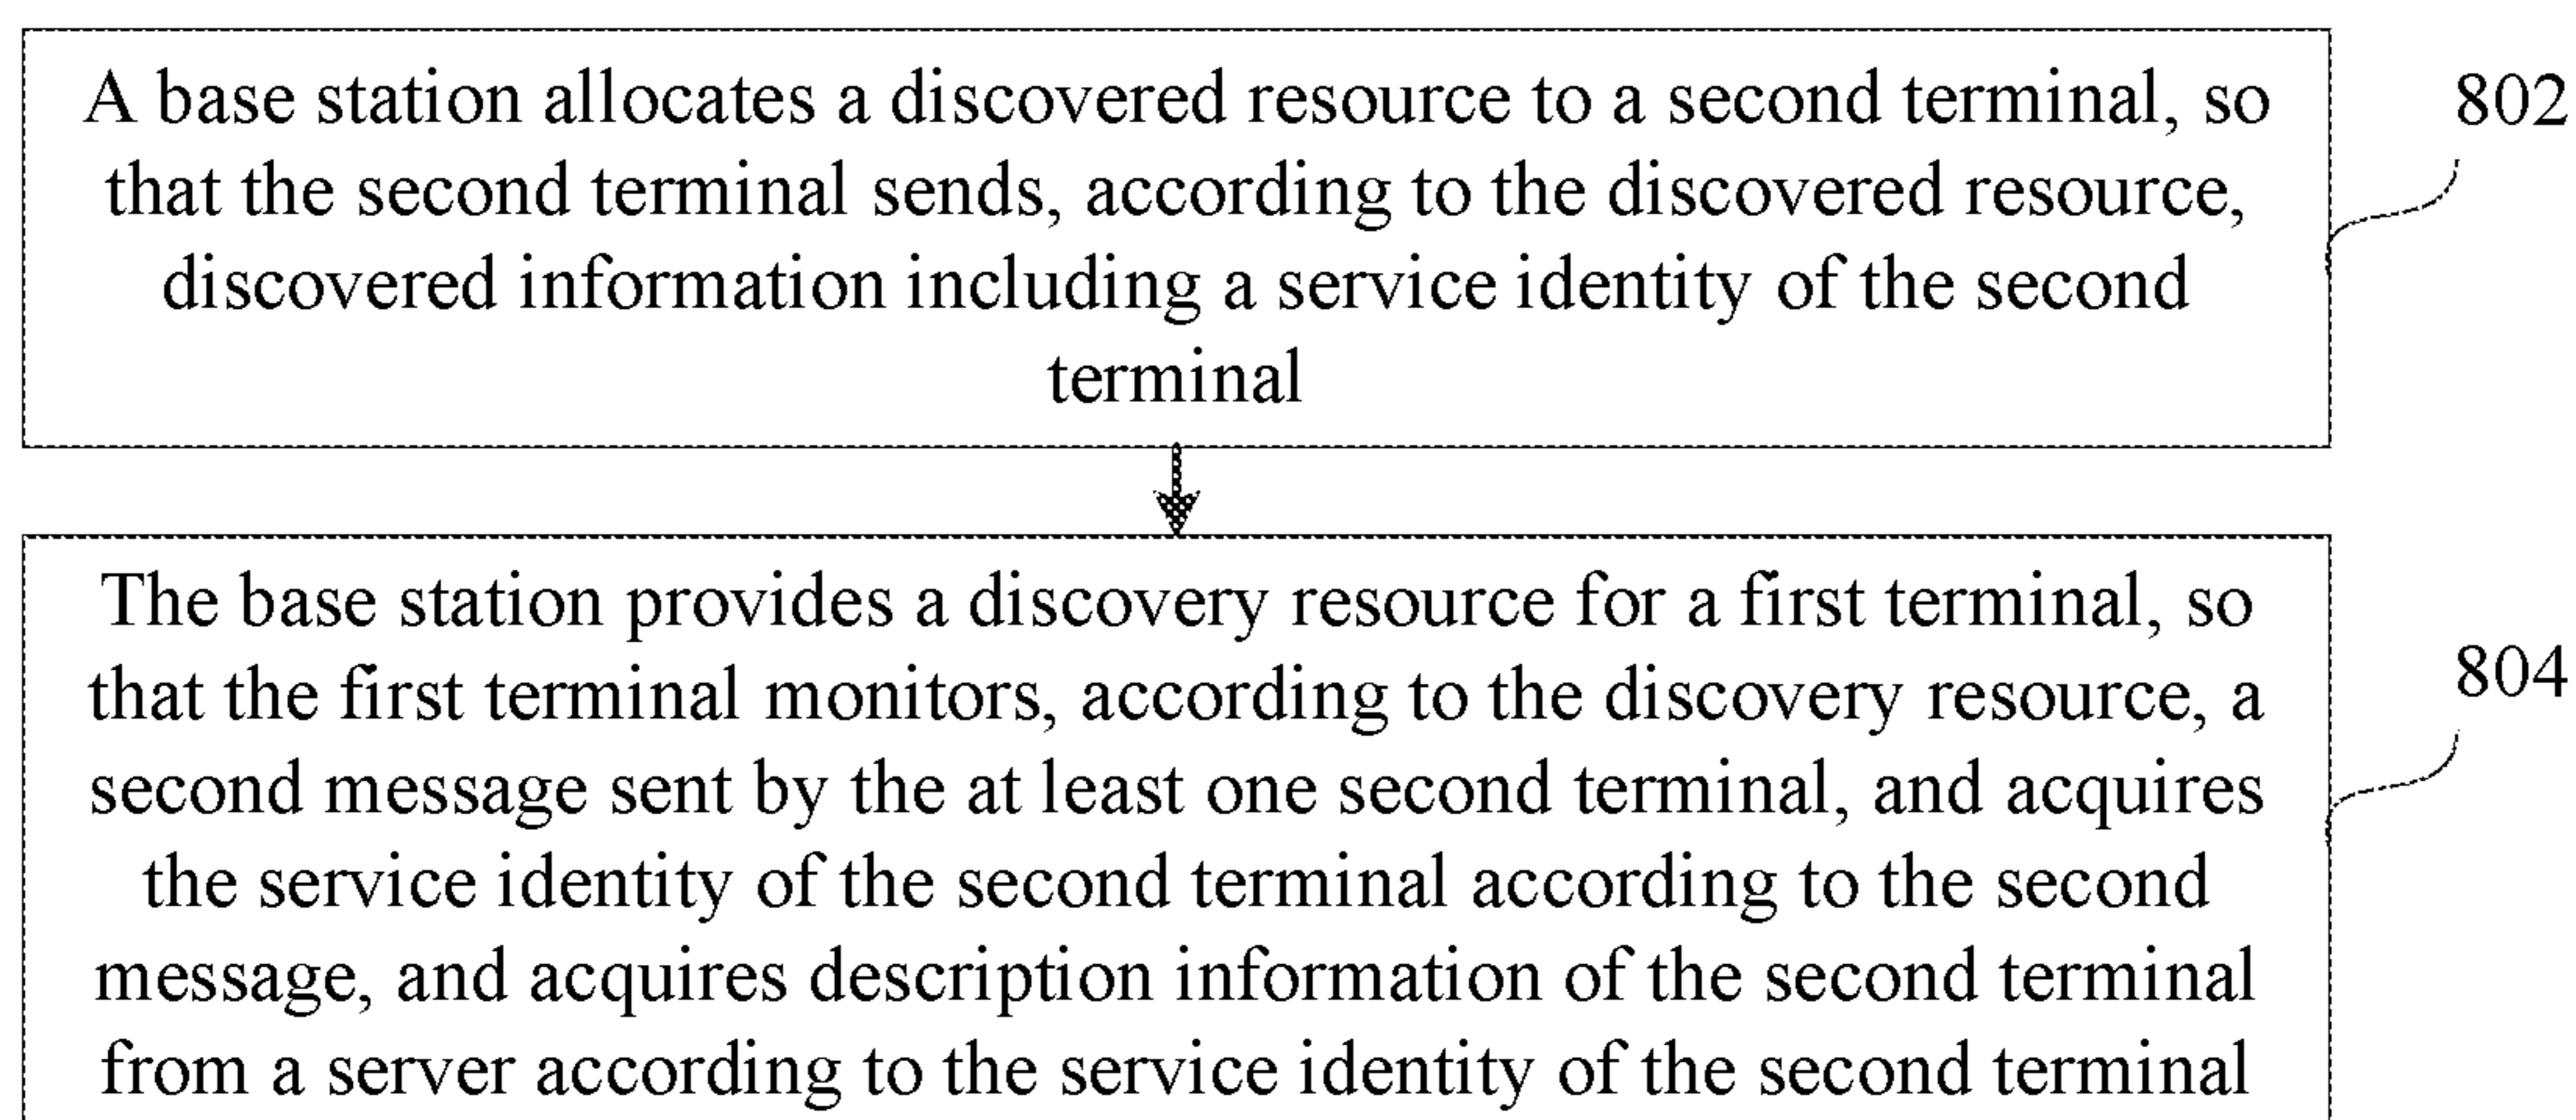 A base station allocates a discovered resource to a second terminal, so
that the second terminal sends, according to the discovered resource,
discovered information including a service identity of the second
terminal
802
The base station provides a discovery resource for a first terminal, so
that the first terminal monitors, according to the discovery resource, a
second message sent by the at least one second terminal, and acquires
the service identity of the second terminal according to the second
message, and acquires description information of the second terminal
from a server according to the service identity of the second terminal
804